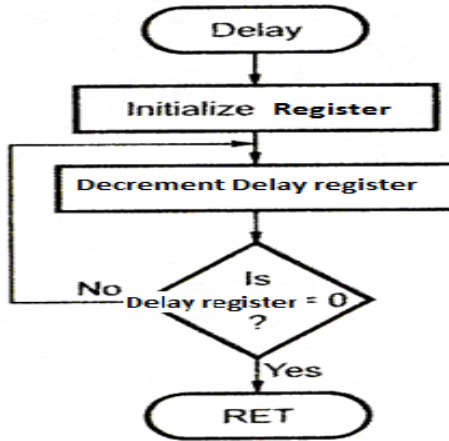 Delay
Initialize Register
Decrement Delay register
Is
No
Delay register = 0
?
Yes
RET